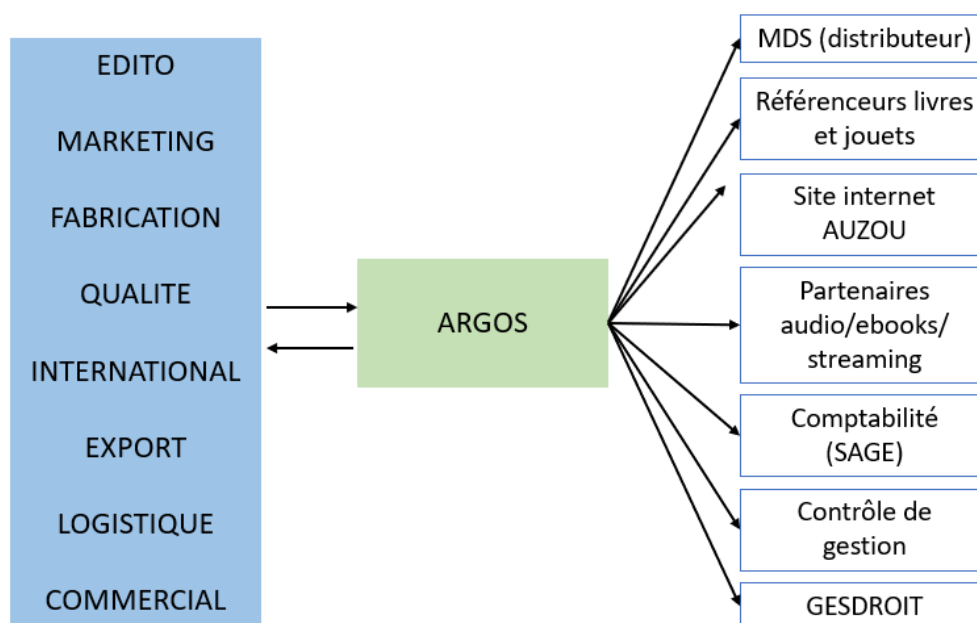 EDITO
MARKETING
FABRICATION
QUALITE
INTERNATIONAL
EXPORT
LOGISTIQUE
COMMERCIAL
ARGOS
MDS (distributeur)
Référenceurs livres
et jouets
Site internet
AUZOU
Partenaires
audio/ebooks/
streaming
Comptabilité
(SAGE)
Contrôle de
gestion
GESDROIT